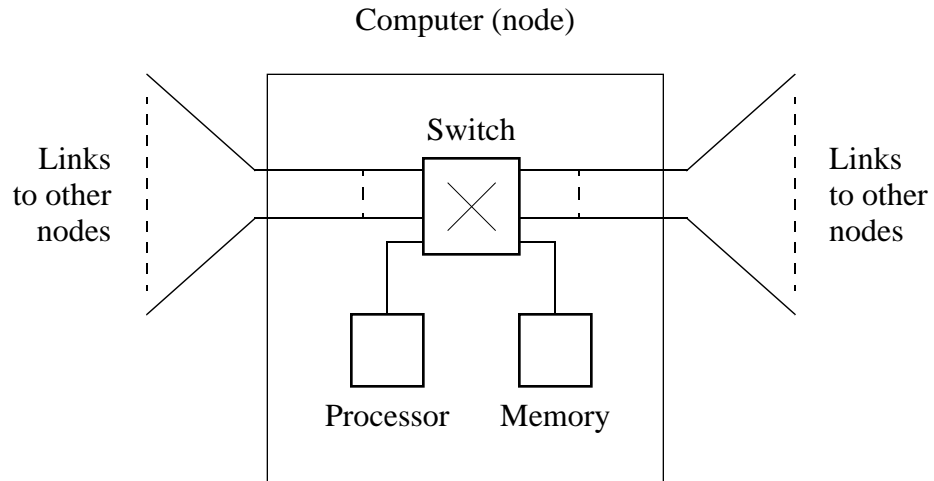 Computer (node)
Switch
Links
to other
nodes
Links
to other
nodes
Processor
Memory